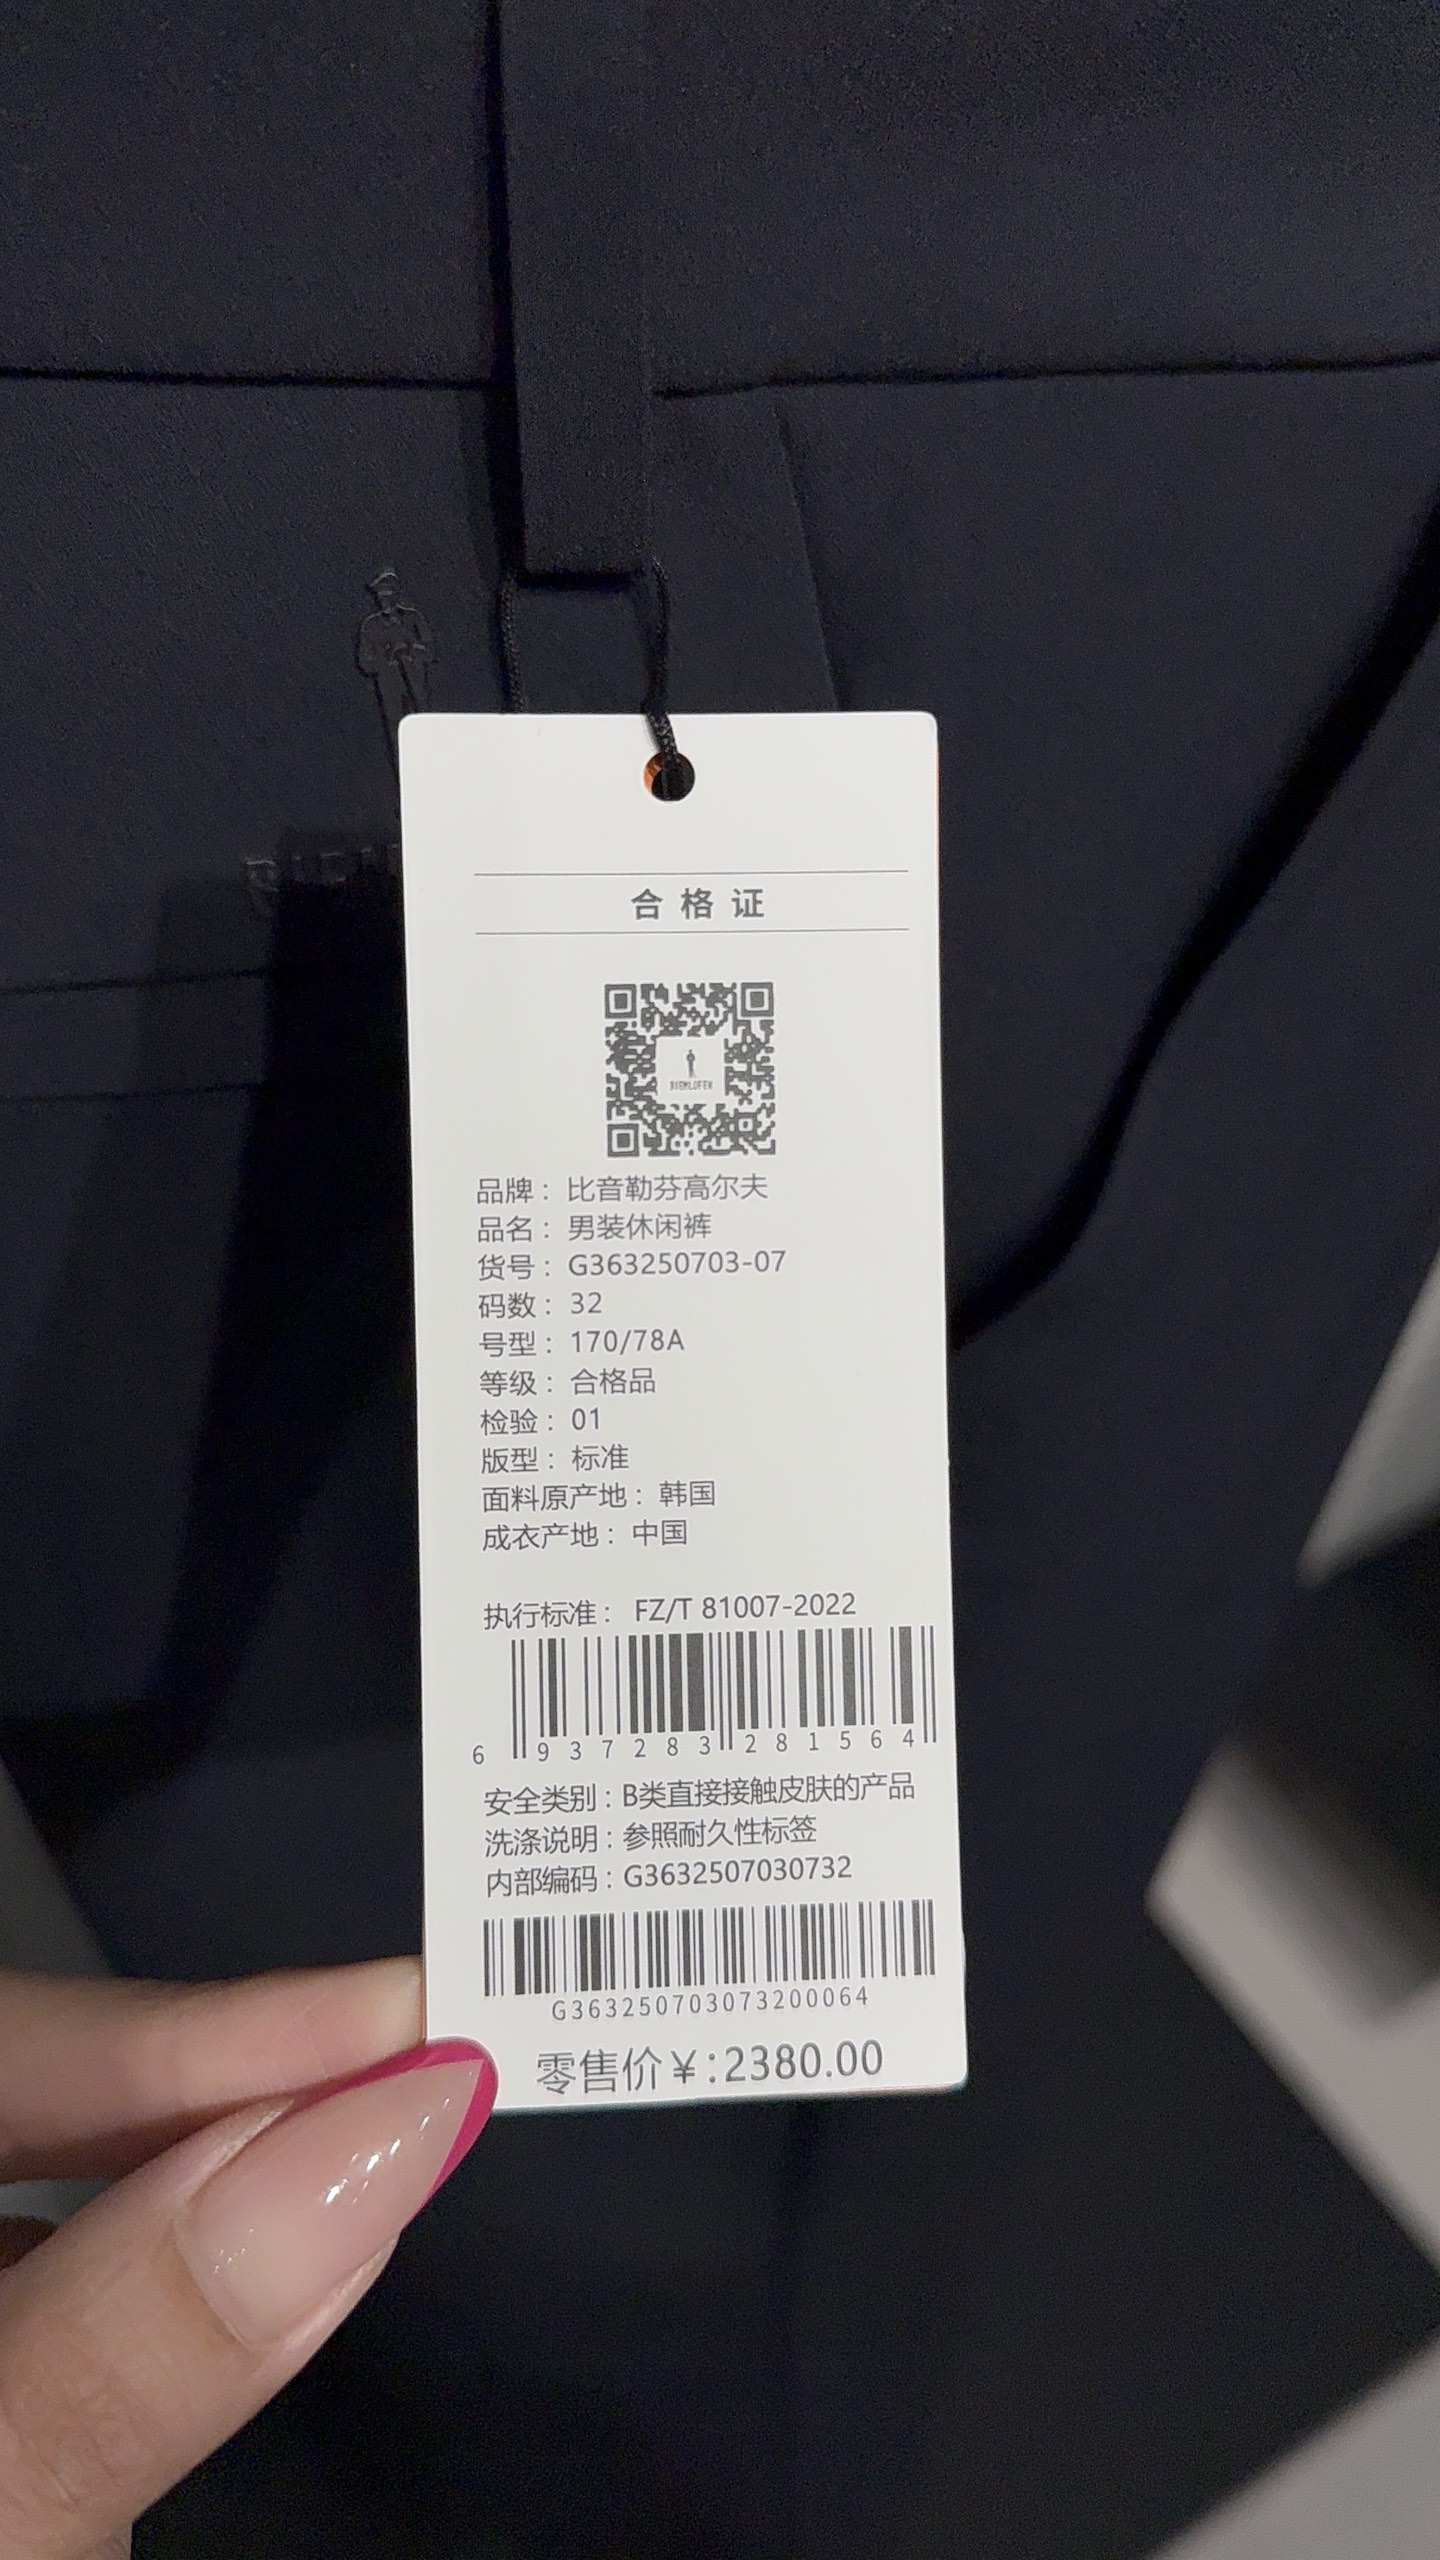 合格证
BIEMLOFEN
品牌：比音勒芬高尔夫
品名：男装休闲裤
货号：G363250703-07
码数：32
号型：170/78A
等级：合格品
检验：01
版型：标准
面料原产地：韩国
成衣产地：中国
执行标准：FZ/T 81007-2022
6 937283 281564
安全类别：B类直接接触皮肤的产品
洗涤说明：参照耐久性标签
内部编码：G3632507030732
G363250703073200064
零售价¥:2380.00